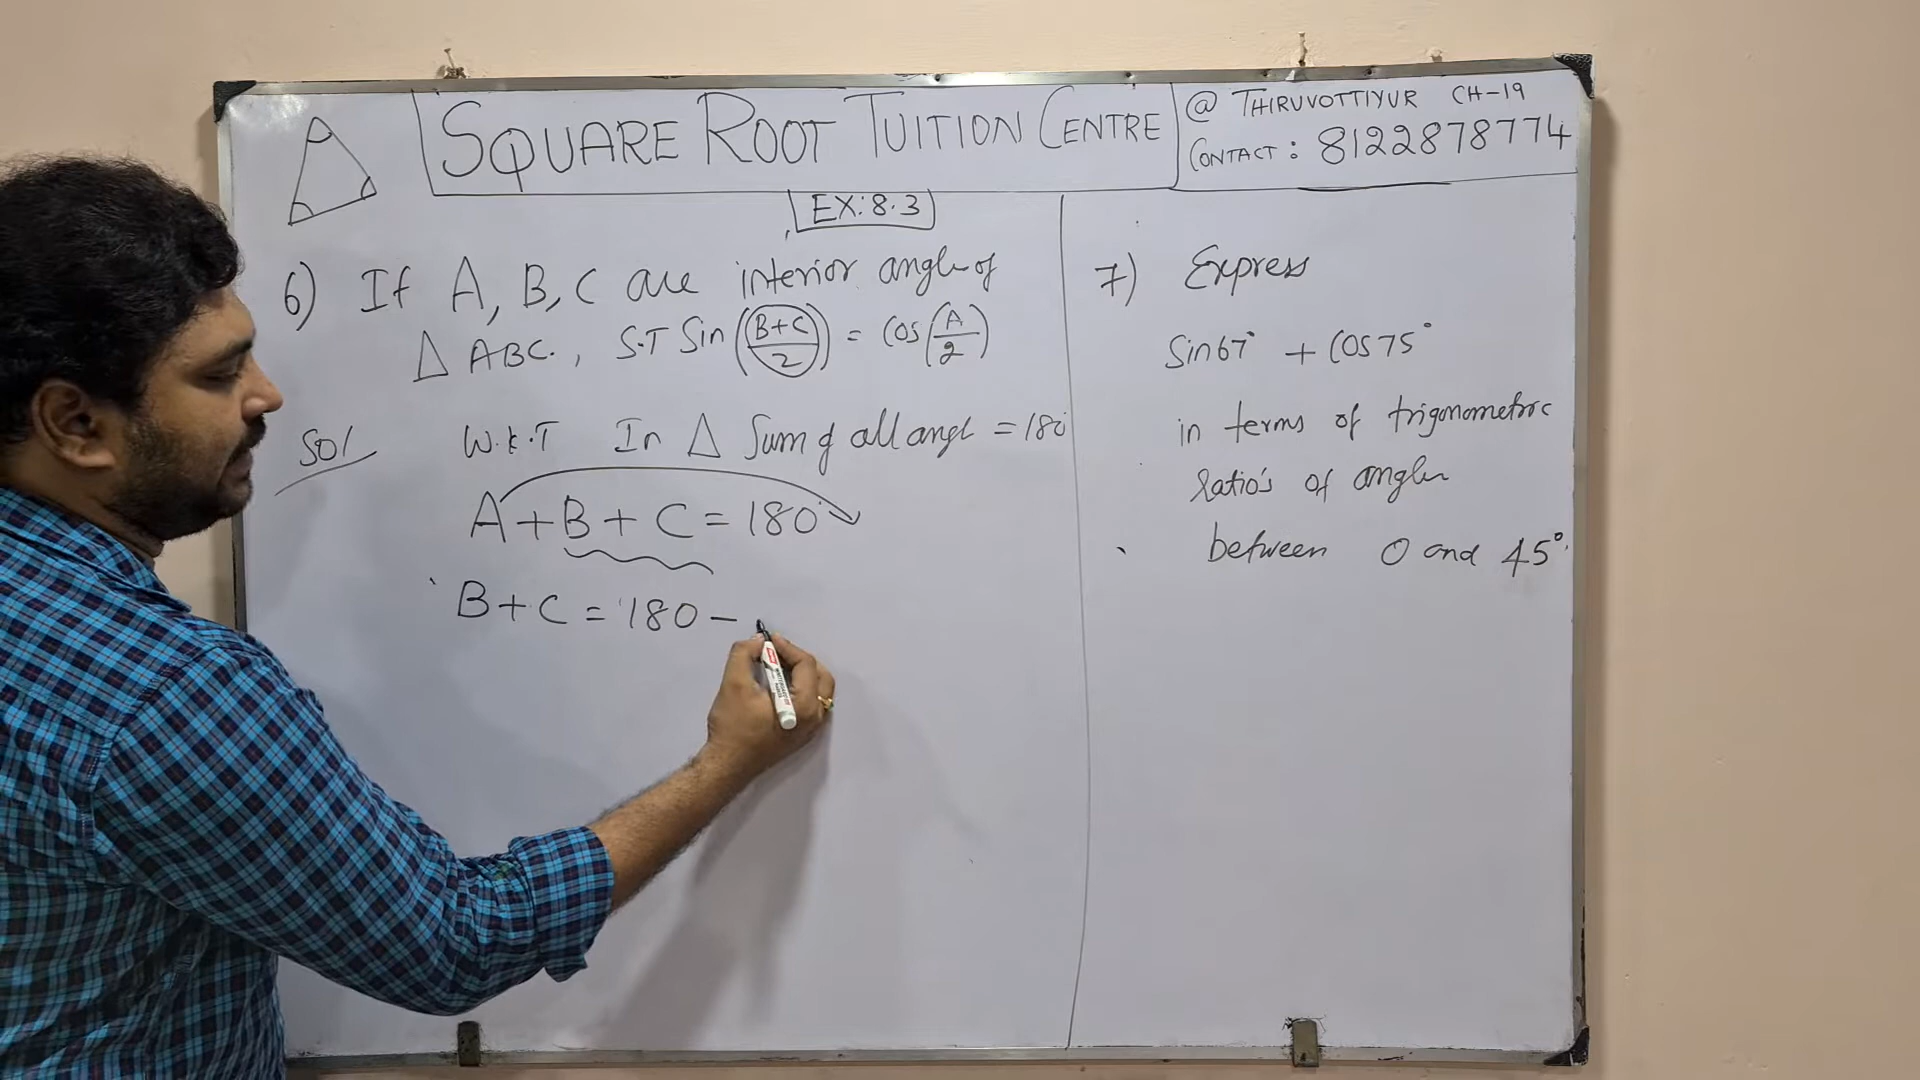 SQUARE ROOT TUITION CENTRE
@ THIRUVOTTIYUR CH-19
CONTACT : 8122878774
EX: 8.3
6) If A, B, C are interior angle of
Δ ABC. , S.T Sin (B+C/2) = Cos (A/2)
Sol W.K.T In Δ Sum of all angl = 180°
A + B + C = 180°
B + C = 180 –
7) Express
Sin 67° + Cos 75°
in terms of trigonometric
ratio's of angles
between 0 and 45°.